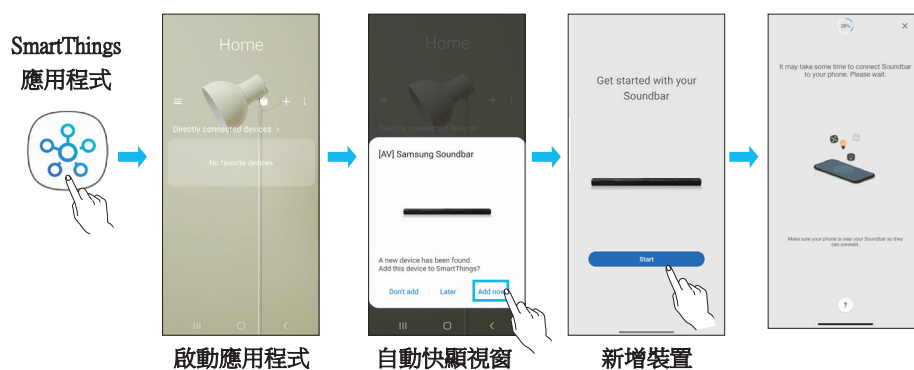 SmartThings
應用程式
Home
Directly connected devices >
No favorite devices
啟動應用程式
Home
Directly connected devices >
[AV] Samsung Soundbar
A new device has been found.
Add this device to SmartThings?
Don't add
Later
Add now
自動快顯視窗
Get started with your
Soundbar
Start
新增裝置
38%
It may take some time to connect Soundbar
to your phone. Please wait.
Make sure your phone is near your Soundbar so they
can connect.
?